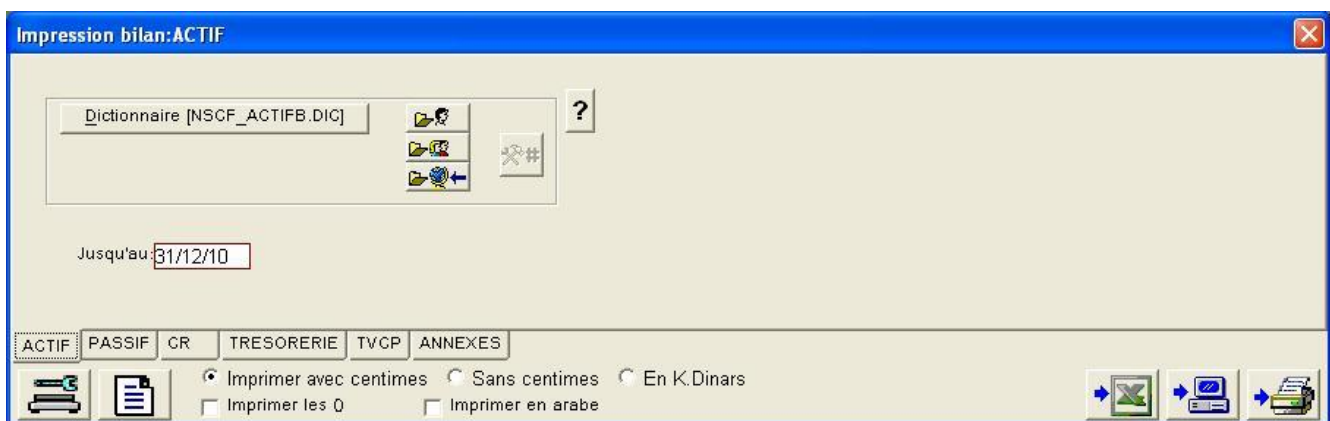 Impression bilan:ACTIF
Dictionnaire [NSCF_ACTIFB.DIC]
?
#
Jusqu'au:31/12/10
ACTIF PASSIF CR TRESORERIE TVCP ANNEXES
Imprimer avec centimes Sans centimes En K.Dinars
Imprimer les 0 Imprimer en arabe